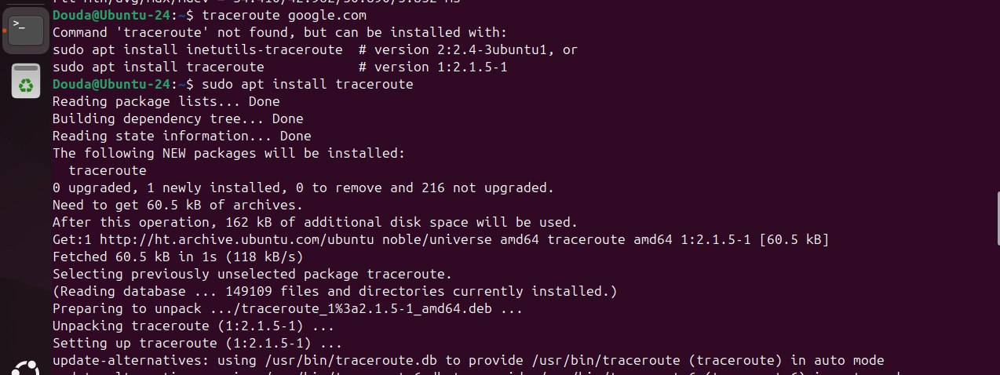 Douda@Ubuntu-24:~$ traceroute google.com
Command 'traceroute' not found, but can be installed with:
sudo apt install inetutils-traceroute  # version 2:2.4-3ubuntu1, or
sudo apt install traceroute            # version 1:2.1.5-1
Douda@Ubuntu-24:~$ sudo apt install traceroute
Reading package lists... Done
Building dependency tree... Done
Reading state information... Done
The following NEW packages will be installed:
  traceroute
0 upgraded, 1 newly installed, 0 to remove and 216 not upgraded.
Need to get 60.5 kB of archives.
After this operation, 162 kB of additional disk space will be used.
Get:1 http://ht.archive.ubuntu.com/ubuntu noble/universe amd64 traceroute amd64 1:2.1.5-1 [60.5 kB]
Fetched 60.5 kB in 1s (118 kB/s)
Selecting previously unselected package traceroute.
(Reading database ... 149109 files and directories currently installed.)
Preparing to unpack .../traceroute_1%3a2.1.5-1_amd64.deb ...
Unpacking traceroute (1:2.1.5-1) ...
Setting up traceroute (1:2.1.5-1) ...
update-alternatives: using /usr/bin/traceroute.db to provide /usr/bin/traceroute (traceroute) in auto mode